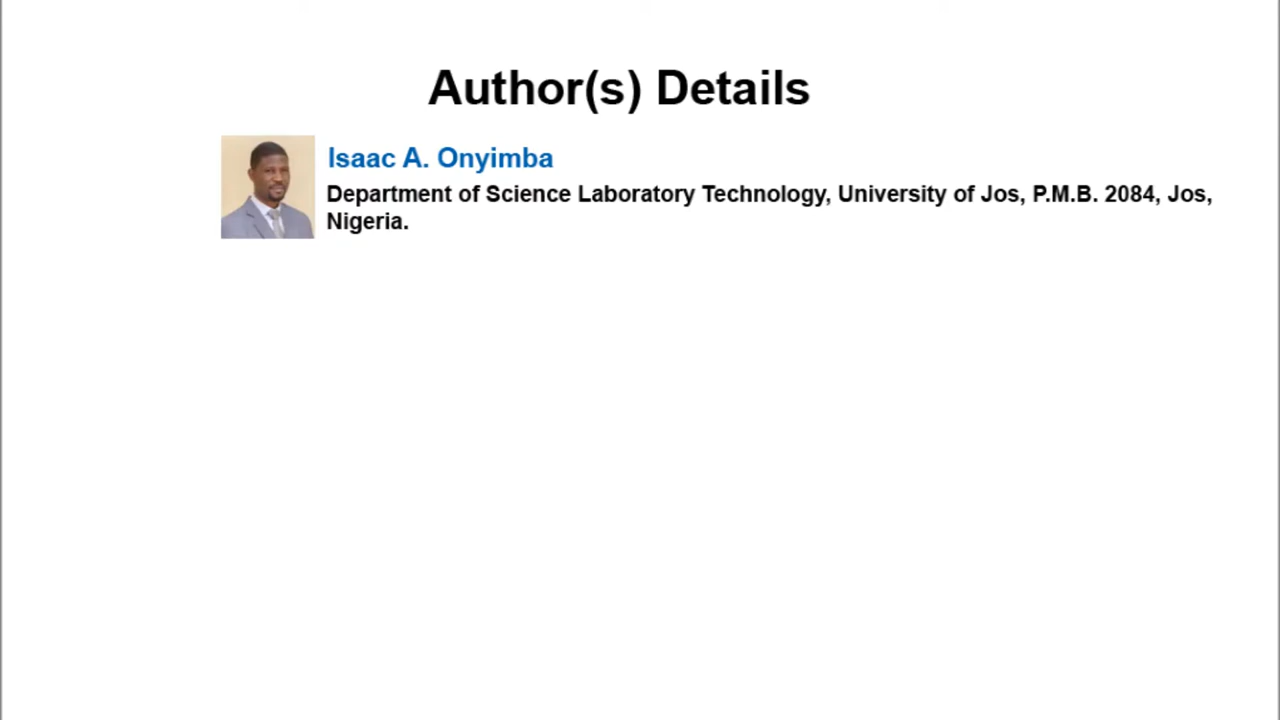 Author(s) Details
Isaac A. Onyimba
Department of Science Laboratory Technology, University of Jos, P.M.B. 2084, Jos,
Nigeria.